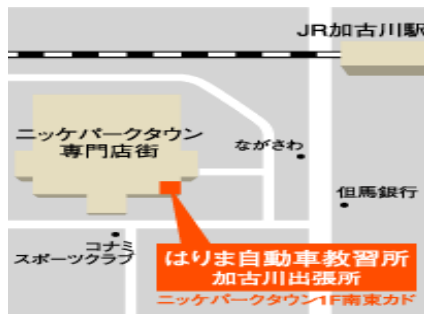 JR加古川駅
ニッケパークタウン
専門店街
ながさわ
但馬銀行
コナミ
スポーツクラブ
はりま自動車教習所
加古川出張所
ニッケパークタウン1F南東カド